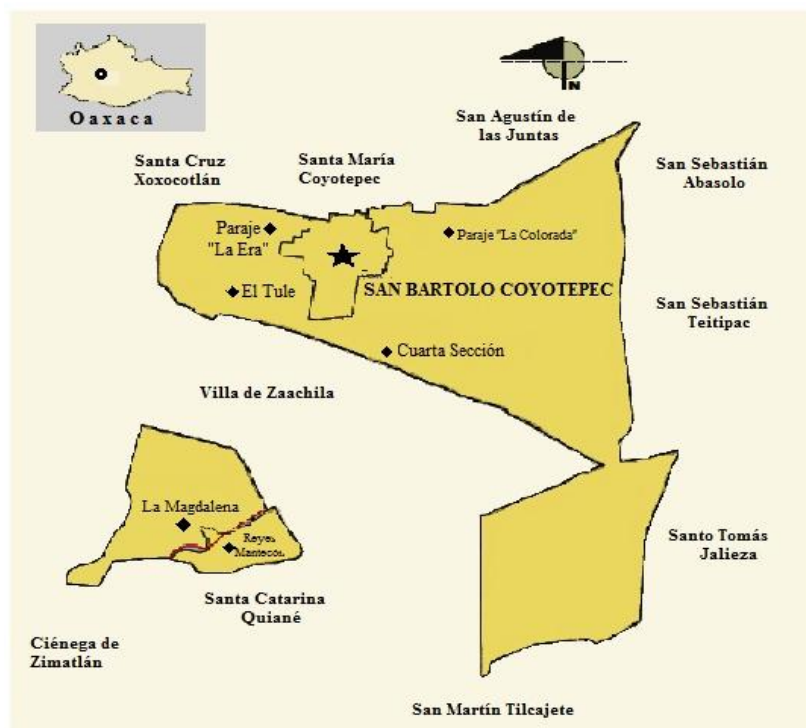 Oaxaca
N
San Agustín de
las Juntas
Santa Cruz
Xoxocotlán
Santa María
Coyotepec
San Sebastián
Abasolo
Paraje
"La Era"
Paraje "La Colorada"
El Tule
SAN BARTOLO COYOTEPEC
San Sebastián
Teitipac
Cuarta Sección
Villa de Zaachila
La Magdalena
Reyes
Mantecón
Santo Tomás
Jalieza
Santa Catarina
Quiané
Ciénega de
Zimatlán
San Martín Tilcajete